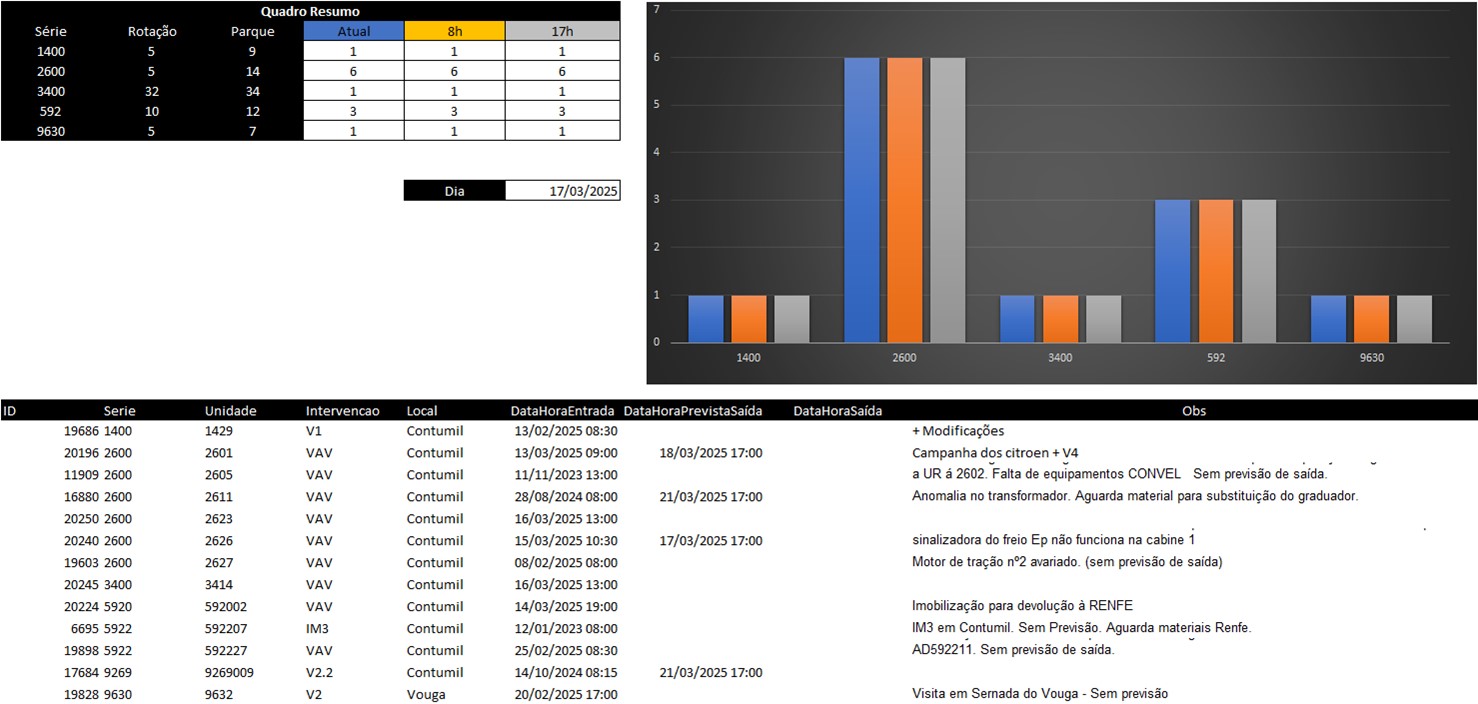 Quadro Resumo
Série Rotação Parque Atual 8h 17h
1400 5 9 1 1 1
2600 5 14 6 6 6
3400 32 34 1 1 1
592 10 12 3 3 3
9630 5 7 1 1 1
Dia 17/03/2025
7
6
5
4
3
2
1
0
1400 2600 3400 592 9630
ID Serie Unidade Intervencao Local DataHoraEntrada DataHoraPrevistaSaída DataHoraSaída Obs
19686 1400 1429 V1 Contumil 13/02/2025 08:30 + Modificações
20196 2600 2601 VAV Contumil 13/03/2025 09:00 18/03/2025 17:00 Campanha dos citroen + V4
11909 2600 2605 VAV Contumil 11/11/2023 13:00 a UR á 2602. Falta de equipamentos CONVEL Sem previsão de saída.
16880 2600 2611 VAV Contumil 28/08/2024 08:00 21/03/2025 17:00 Anomalia no transformador. Aguarda material para substituição do graduador.
20250 2600 2623 VAV Contumil 16/03/2025 13:00
20240 2600 2626 VAV Contumil 15/03/2025 10:30 17/03/2025 17:00 sinalizadora do freio Ep não funciona na cabine 1
19603 2600 2627 VAV Contumil 08/02/2025 08:00 Motor de tração nº2 avariado. (sem previsão de saída)
20245 3400 3414 VAV Contumil 16/03/2025 13:00
20224 5920 592002 VAV Contumil 14/03/2025 19:00 Imobilização para devolução à RENFE
6695 5922 592207 IM3 Contumil 12/01/2023 08:00 IM3 em Contumil. Sem Previsão. Aguarda materiais Renfe.
19898 5922 592227 VAV Contumil 25/02/2025 08:30 AD592211. Sem previsão de saída.
17684 9269 9269009 V2.2 Contumil 14/10/2024 08:15 21/03/2025 17:00
19828 9630 9632 V2 Vouga 20/02/2025 17:00 Visita em Sernada do Vouga - Sem previsão